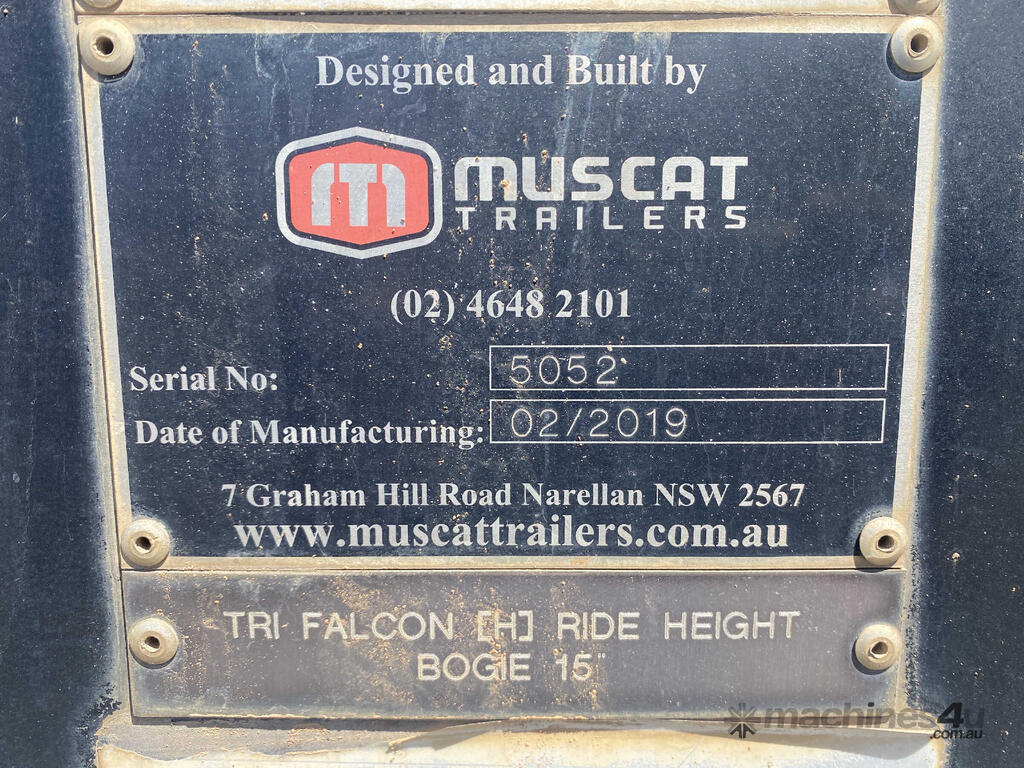 Designed and Built by
MUSCAT
TRAILERS
(02) 4648 2101
Serial No: 5052
Date of Manufacturing: 02/2019
7 Graham Hill Road Narellan NSW 2567
www.muscattrailers.com.au
TRI FALCON [H] RIDE HEIGHT
BOGIE 15"
machines4u
.com.au